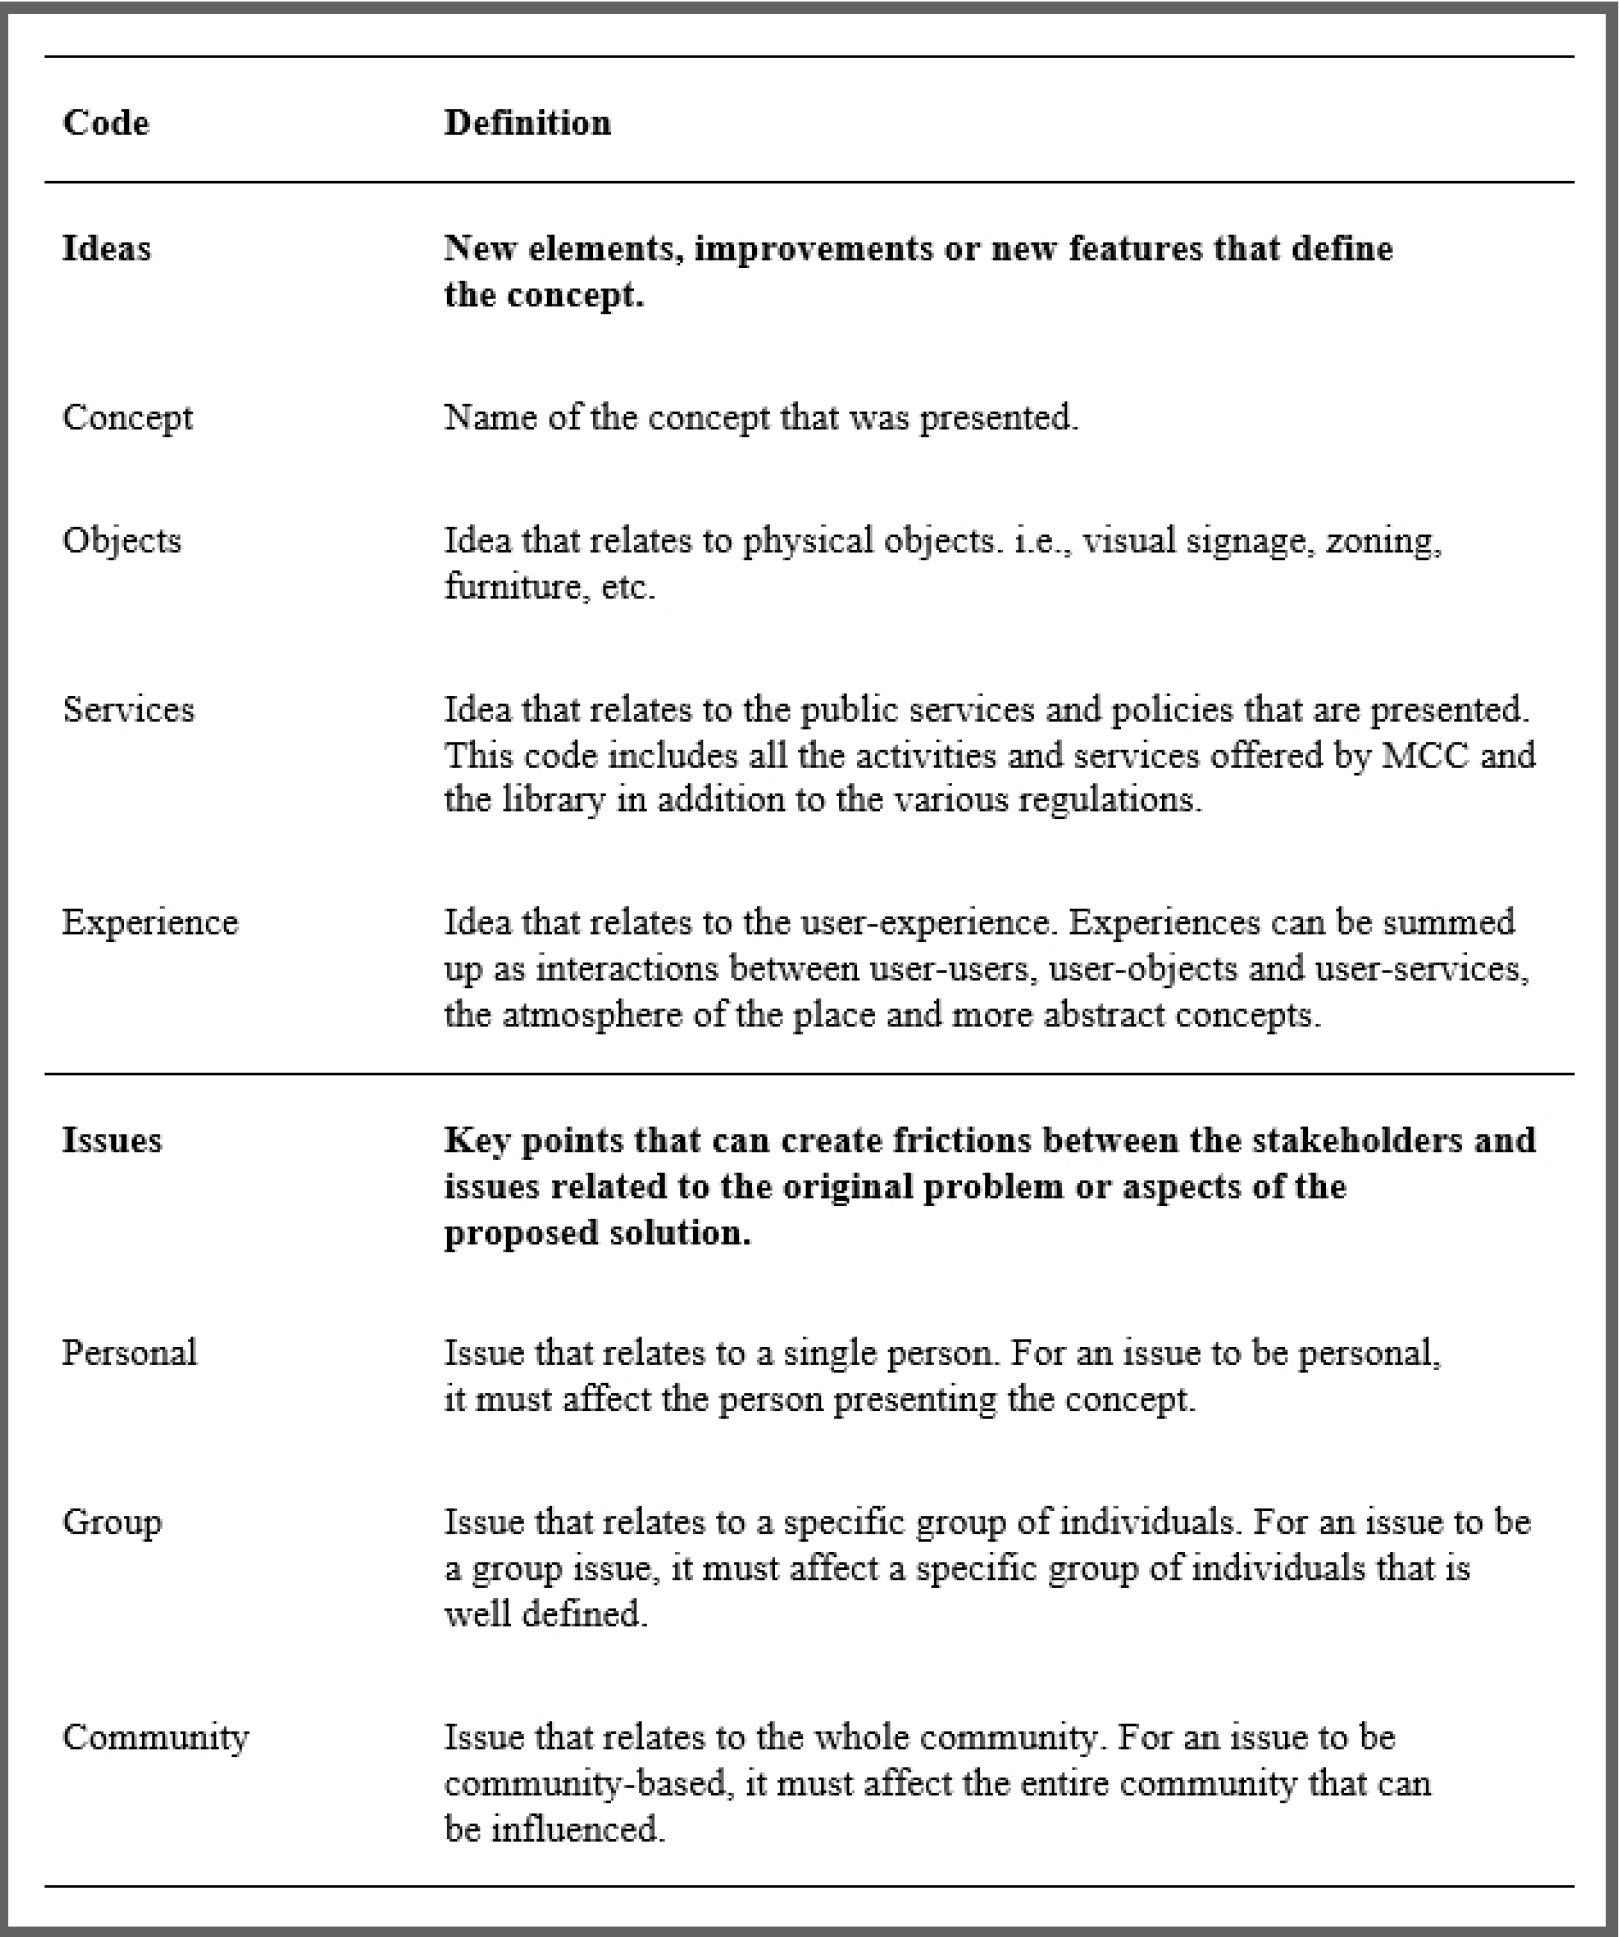 Code Definition
Ideas New elements, improvements or new features that define
the concept.
Concept Name of the concept that was presented.
Objects Idea that relates to physical objects. i.e., visual signage, zoning,
furniture, etc.
Services Idea that relates to the public services and policies that are presented.
This code includes all the activities and services offered by MCC and
the library in addition to the various regulations.
Experience Idea that relates to the user-experience. Experiences can be summed
up as interactions between user-users, user-objects and user-services,
the atmosphere of the place and more abstract concepts.
Issues Key points that can create frictions between the stakeholders and
issues related to the original problem or aspects of the
proposed solution.
Personal Issue that relates to a single person. For an issue to be personal,
it must affect the person presenting the concept.
Group Issue that relates to a specific group of individuals. For an issue to be
a group issue, it must affect a specific group of individuals that is
well defined.
Community Issue that relates to the whole community. For an issue to be
community-based, it must affect the entire community that can
be influenced.